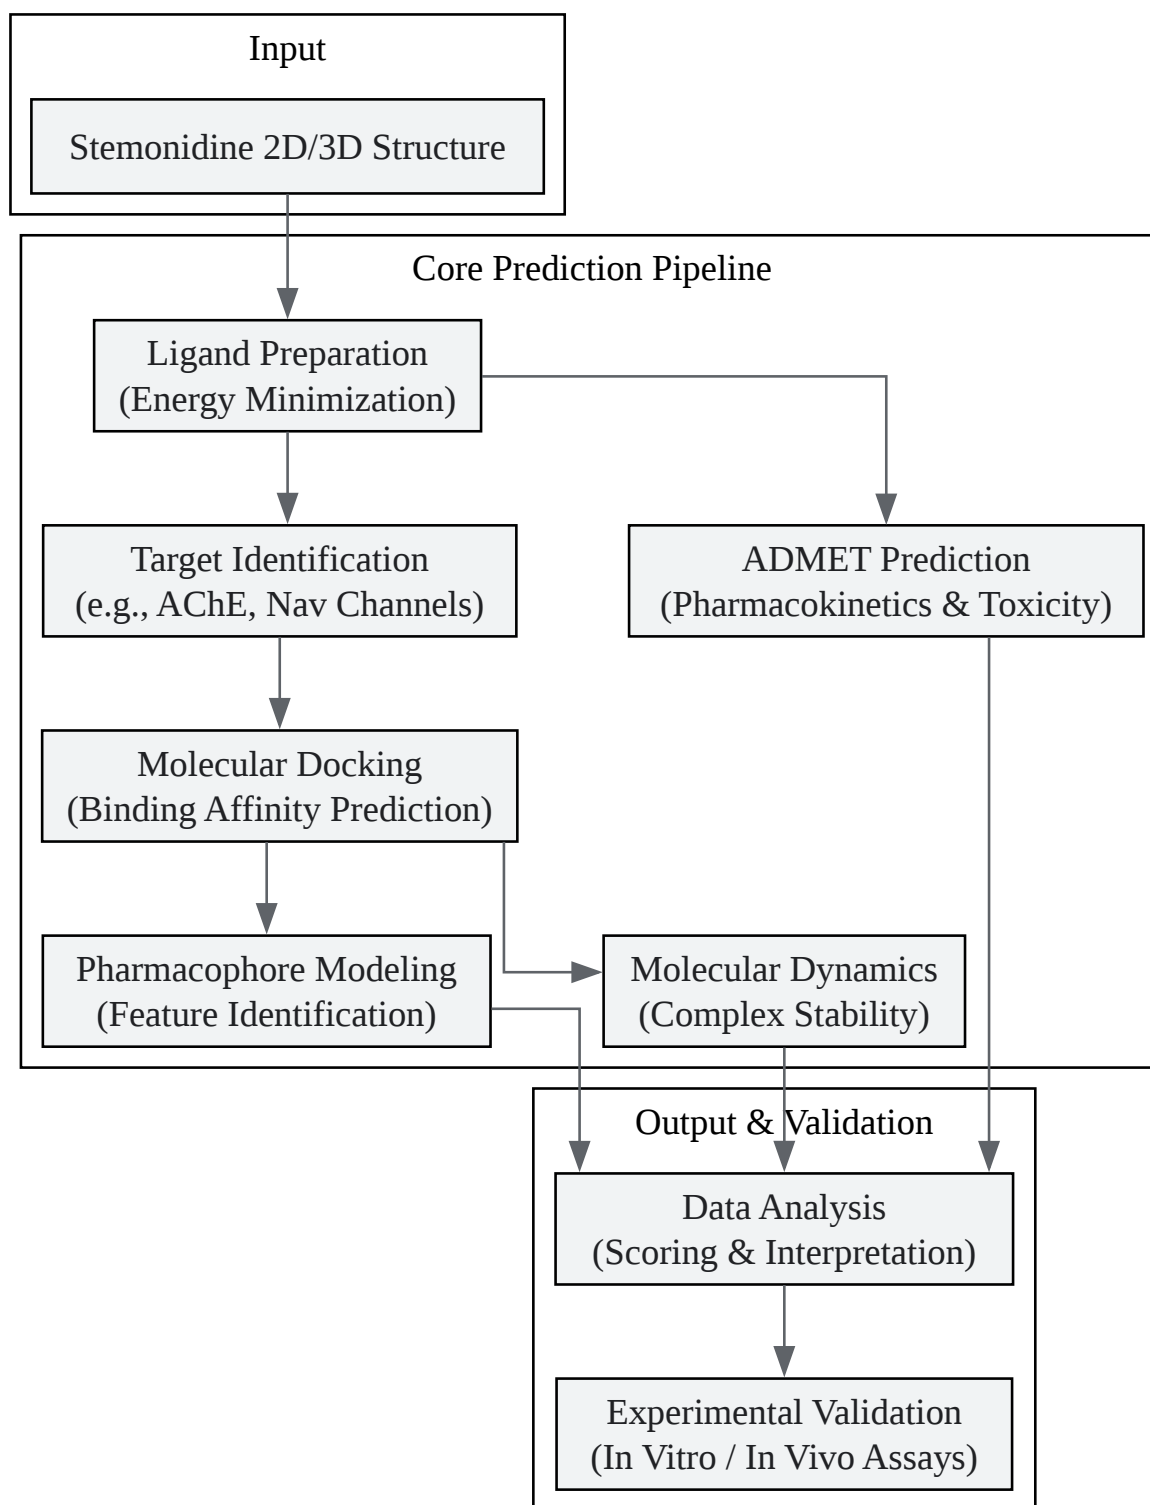 Input
Stemonidine 2D/3D Structure
Core Prediction Pipeline
Ligand Preparation
(Energy Minimization)
Target Identification
(e.g., AChE, Nav Channels)
ADMET Prediction
(Pharmacokinetics & Toxicity)
Molecular Docking
(Binding Affinity Prediction)
Pharmacophore Modeling
(Feature Identification)
Molecular Dynamics
(Complex Stability)
Output & Validation
Data Analysis
(Scoring & Interpretation)
Experimental Validation
(In Vitro / In Vivo Assays)